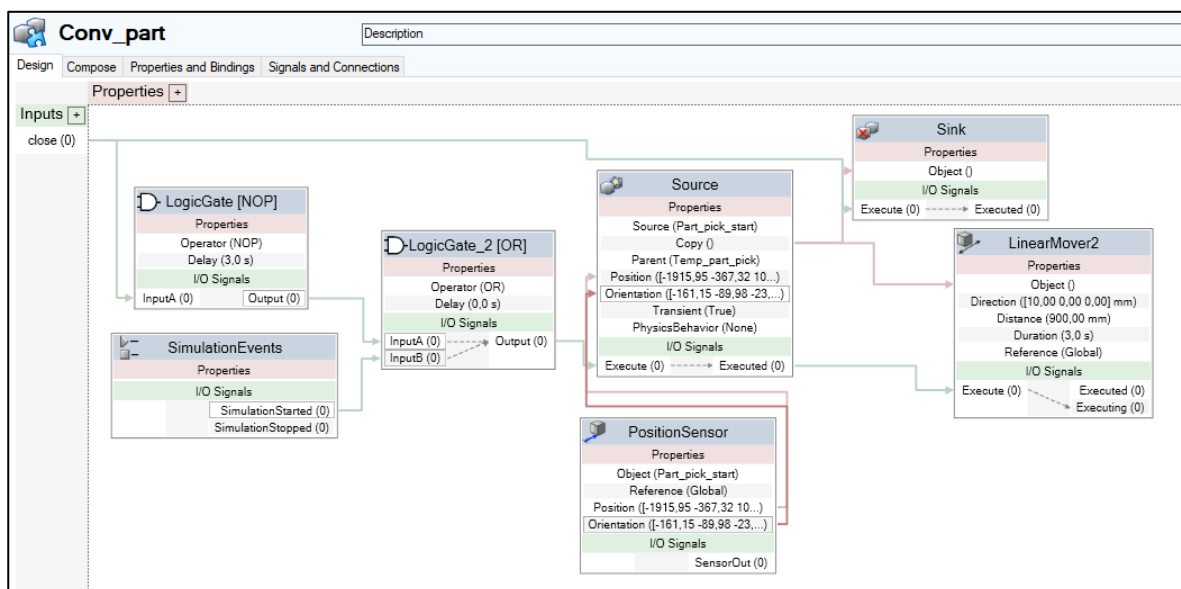 Conv_part
Description
Design Compose Properties and Bindings Signals and Connections
Properties +
Inputs +
close (0)
LogicGate [NOP]
Properties
Operator (NOP)
Delay (3,0 s)
I/O Signals
InputA (0) Output (0)
SimulationEvents
Properties
I/O Signals
SimulationStarted (0)
SimulationStopped (0)
LogicGate_2 [OR]
Properties
Operator (OR)
Delay (0,0 s)
I/O Signals
InputA (0) Output (0)
InputB (0)
Source
Properties
Source (Part_pick_start)
Copy ()
Parent (Temp_part_pick)
Position ([-1915,95 -367,32 10...)
Orientation ([-161,15 -89,98 -23,...)
Transient (True)
PhysicsBehavior (None)
I/O Signals
Execute (0) Executed (0)
PositionSensor
Properties
Object (Part_pick_start)
Reference (Global)
Position ([-1915,95 -367,32 10...)
Orientation ([-161,15 -89,98 -23,...)
I/O Signals
SensorOut (0)
Sink
Properties
Object ()
I/O Signals
Execute (0) Executed (0)
LinearMover2
Properties
Object ()
Direction ([10,00 0,00 0,00] mm)
Distance (900,00 mm)
Duration (3,0 s)
Reference (Global)
I/O Signals
Execute (0) Executed (0)
Executing (0)